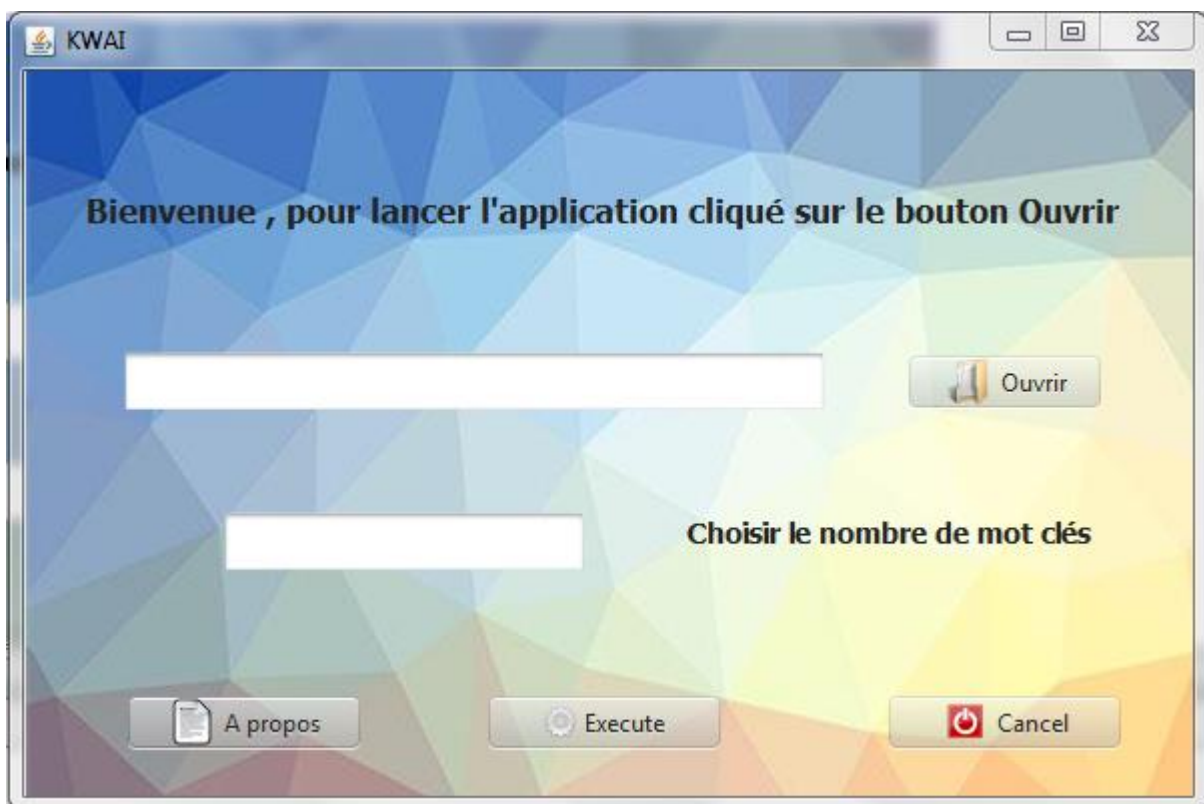 KWAI
Bienvenue , pour lancer l'application cliqué sur le bouton Ouvrir
Ouvrir
Choisir le nombre de mot clés
A propos
Execute
Cancel